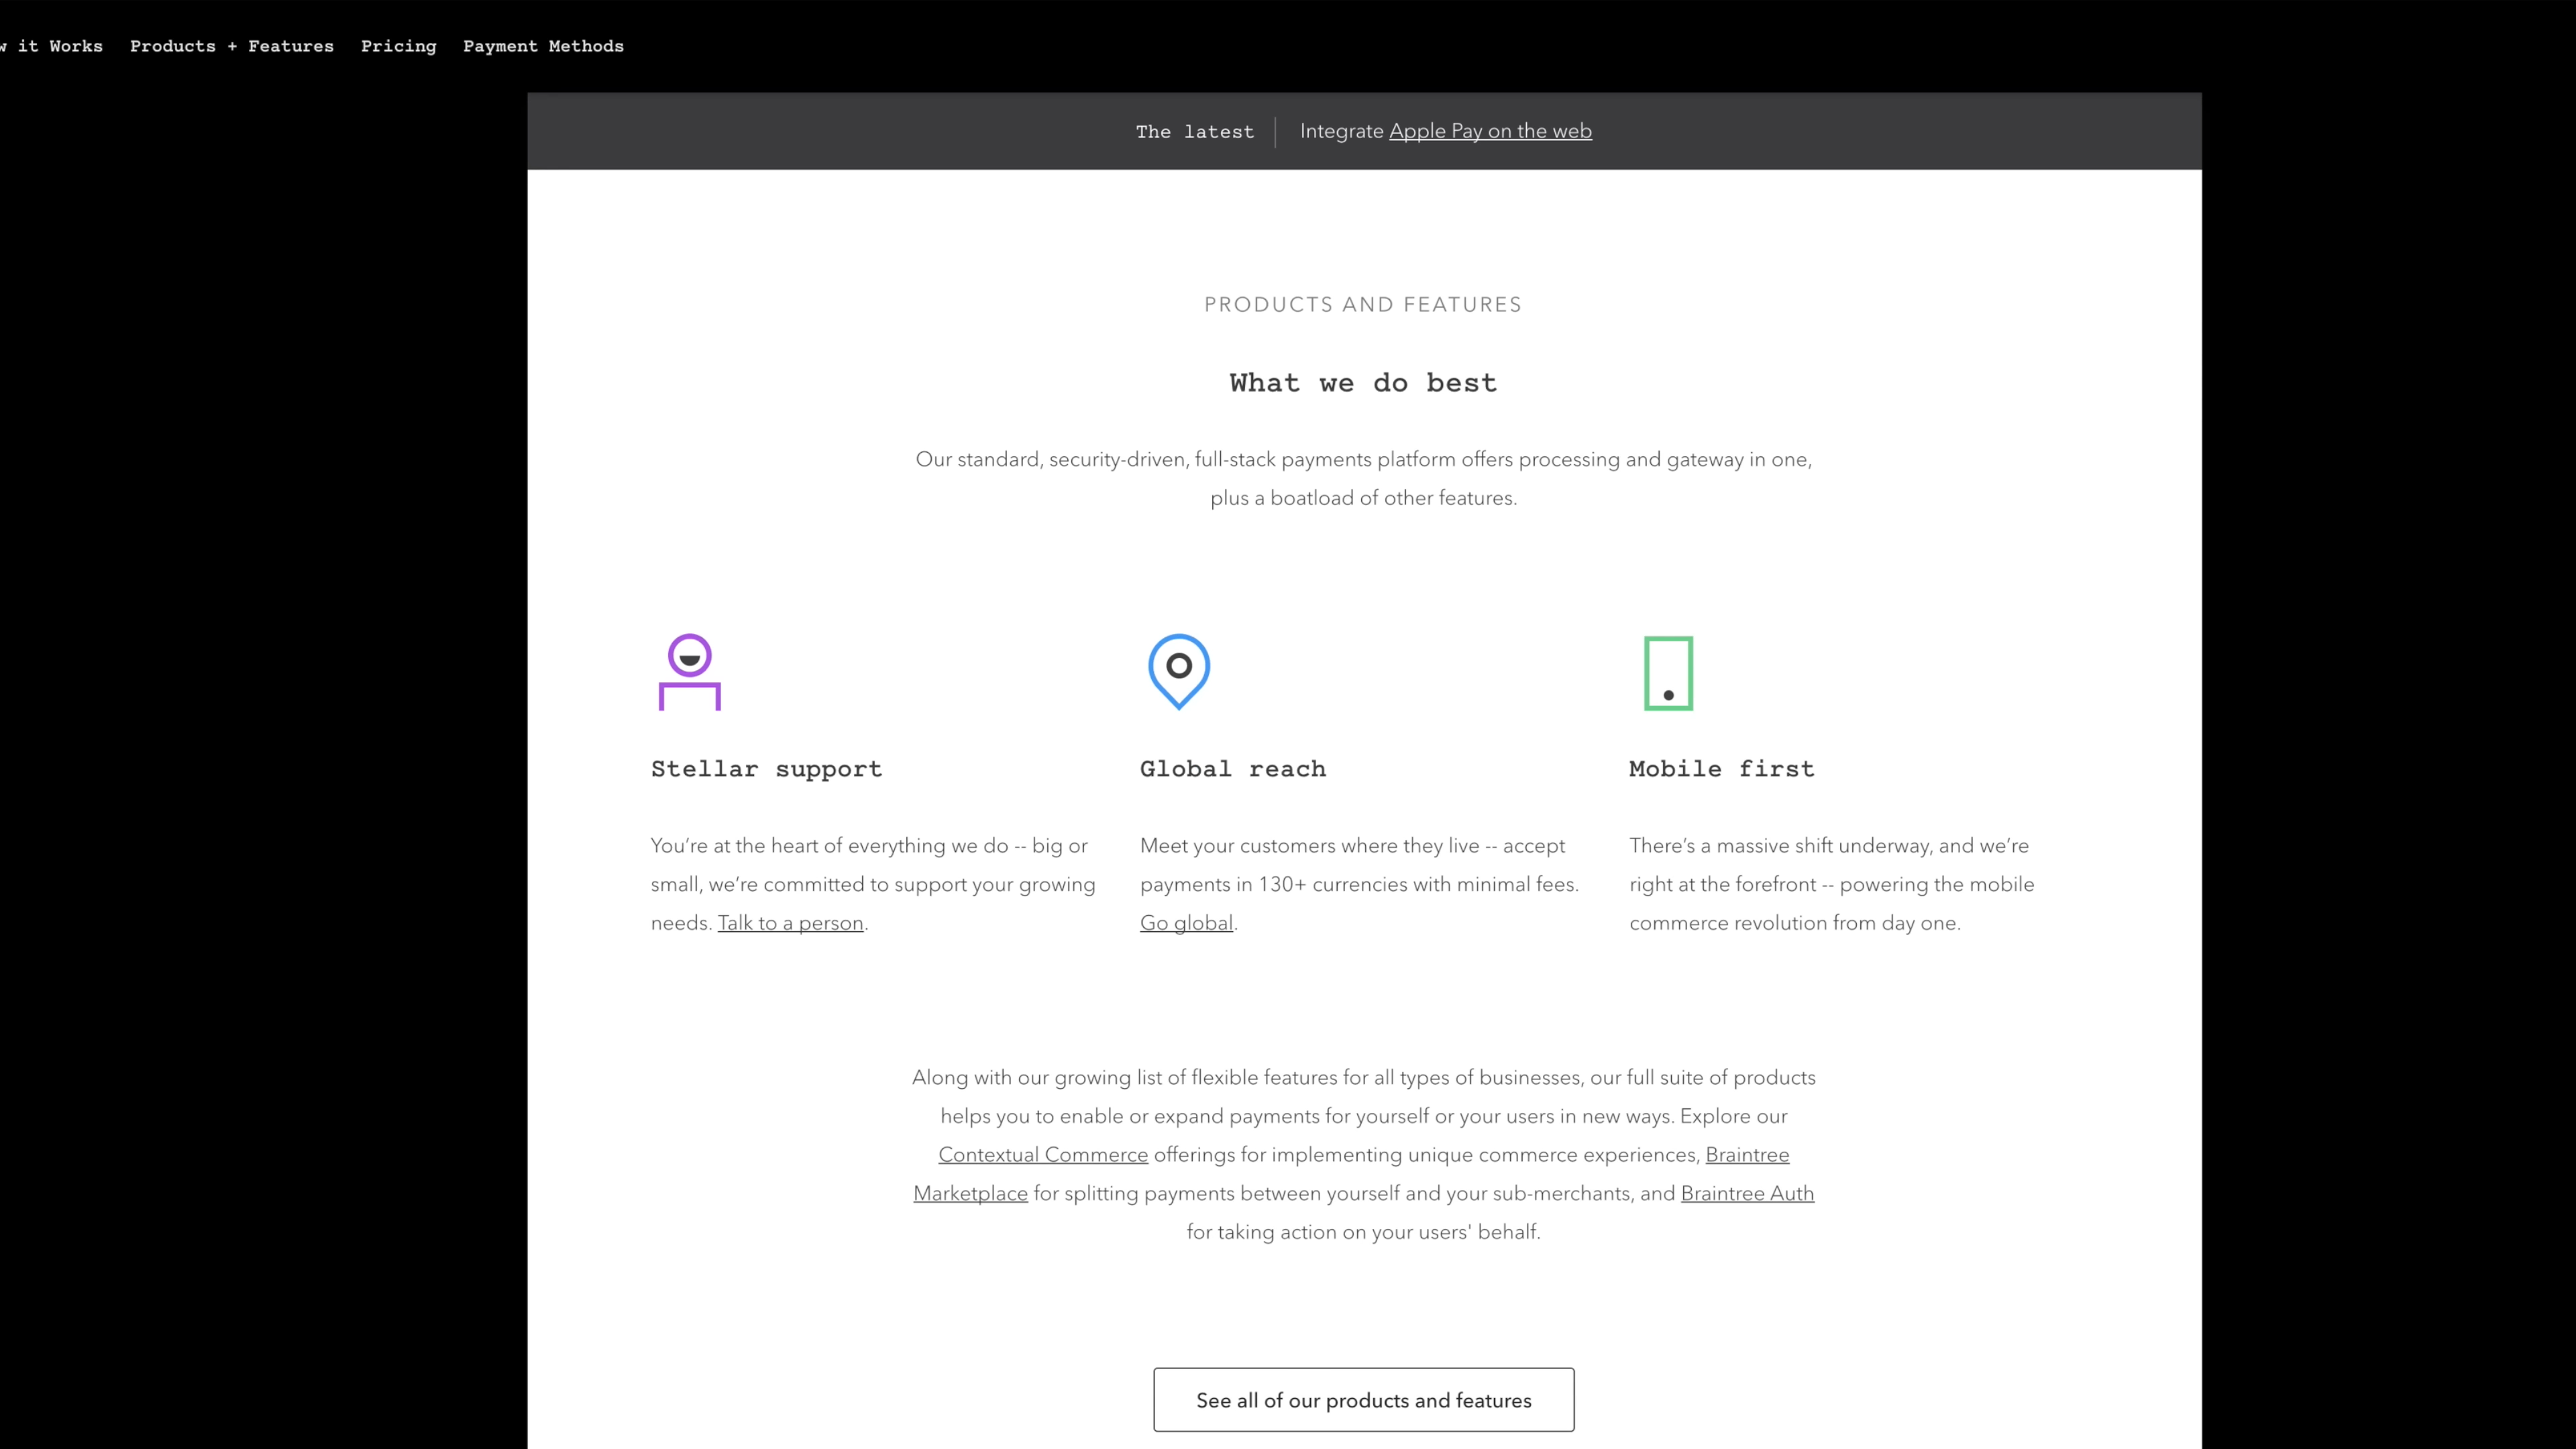 it Works Products + Features Pricing Payment Methods
The latest Integrate Apple Pay on the web
PRODUCTS AND FEATURES
What we do best
Our standard, security-driven, full-stack payments platform offers processing and gateway in one,
plus a boatload of other features.
Stellar support
You’re at the heart of everything we do -- big or
small, we’re committed to support your growing
needs. Talk to a person.
Global reach
Meet your customers where they live -- accept
payments in 130+ currencies with minimal fees.
Go global.
Mobile first
There’s a massive shift underway, and we’re
right at the forefront -- powering the mobile
commerce revolution from day one.
Along with our growing list of flexible features for all types of businesses, our full suite of products
helps you to enable or expand payments for yourself or your users in new ways. Explore our
Contextual Commerce offerings for implementing unique commerce experiences, Braintree
Marketplace for splitting payments between yourself and your sub-merchants, and Braintree Auth
for taking action on your users' behalf.
See all of our products and features